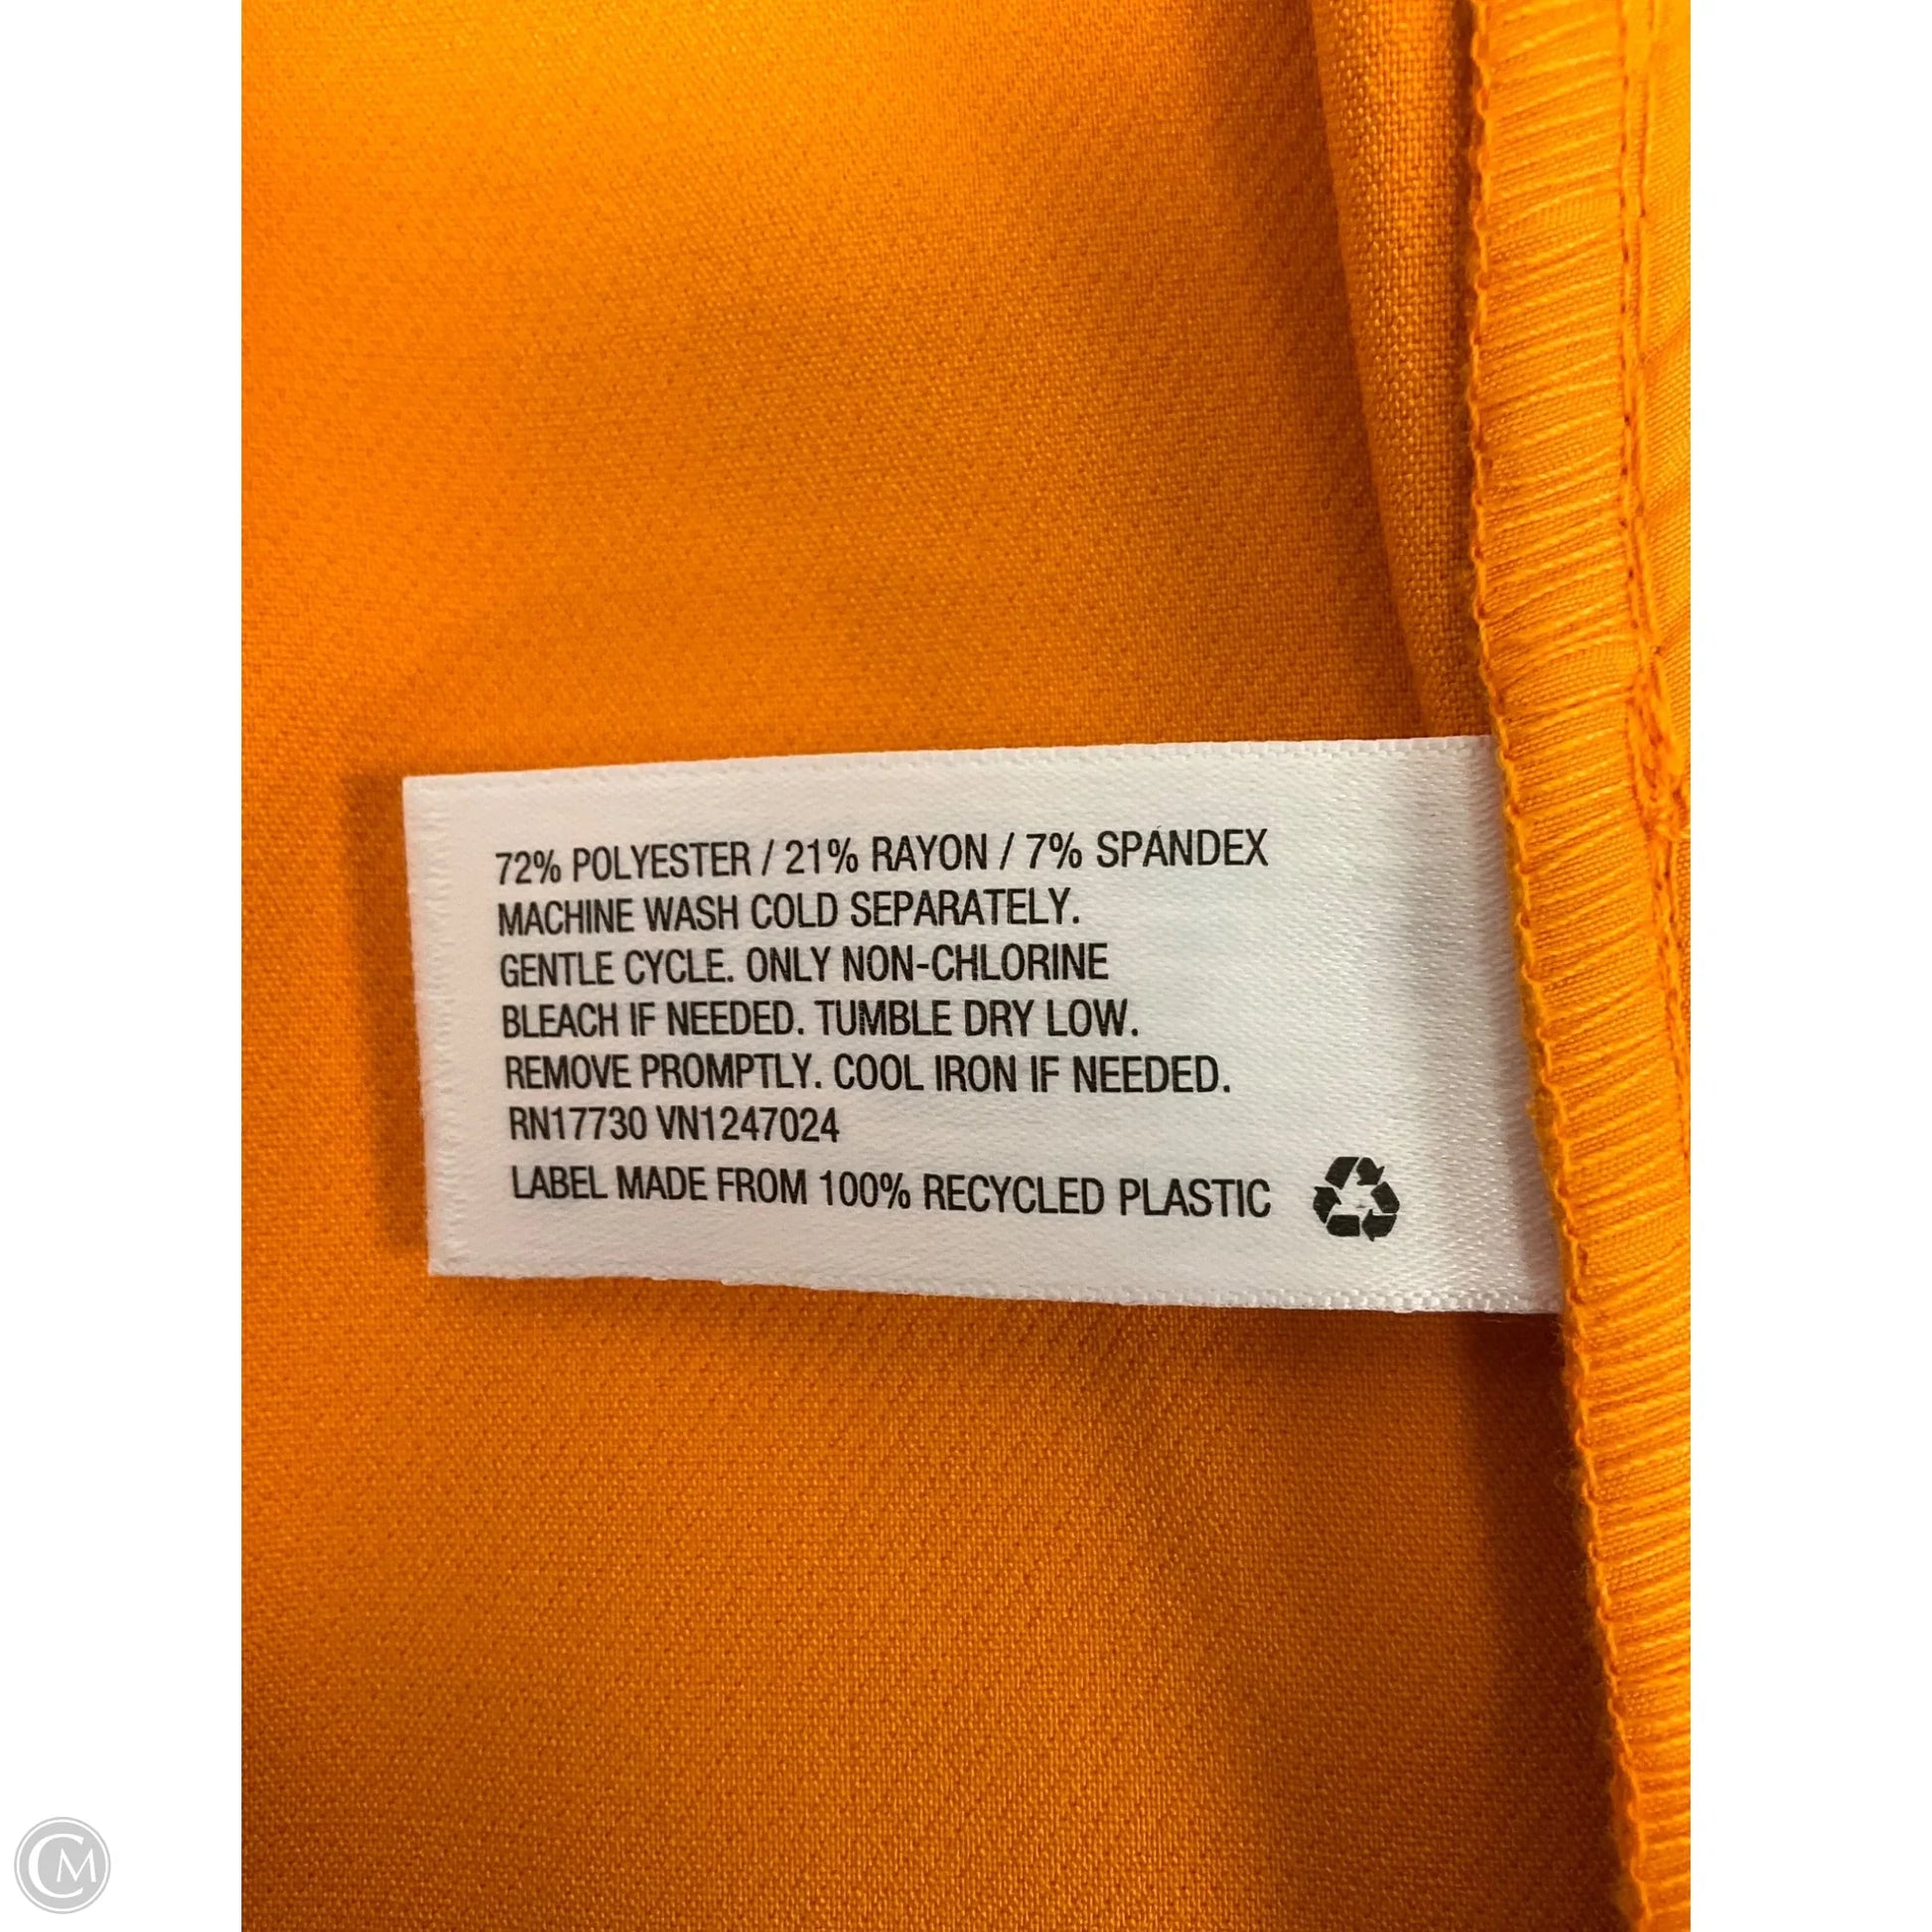 72% POLYESTER / 21% RAYON / 7% SPANDEX
MACHINE WASH COLD SEPARATELY.
GENTLE CYCLE. ONLY NON-CHLORINE
BLEACH IF NEEDED. TUMBLE DRY LOW.
REMOVE PROMPTLY. COOL IRON IF NEEDED.
RN17730 VN1247024
LABEL MADE FROM 100% RECYCLED PLASTIC
CM